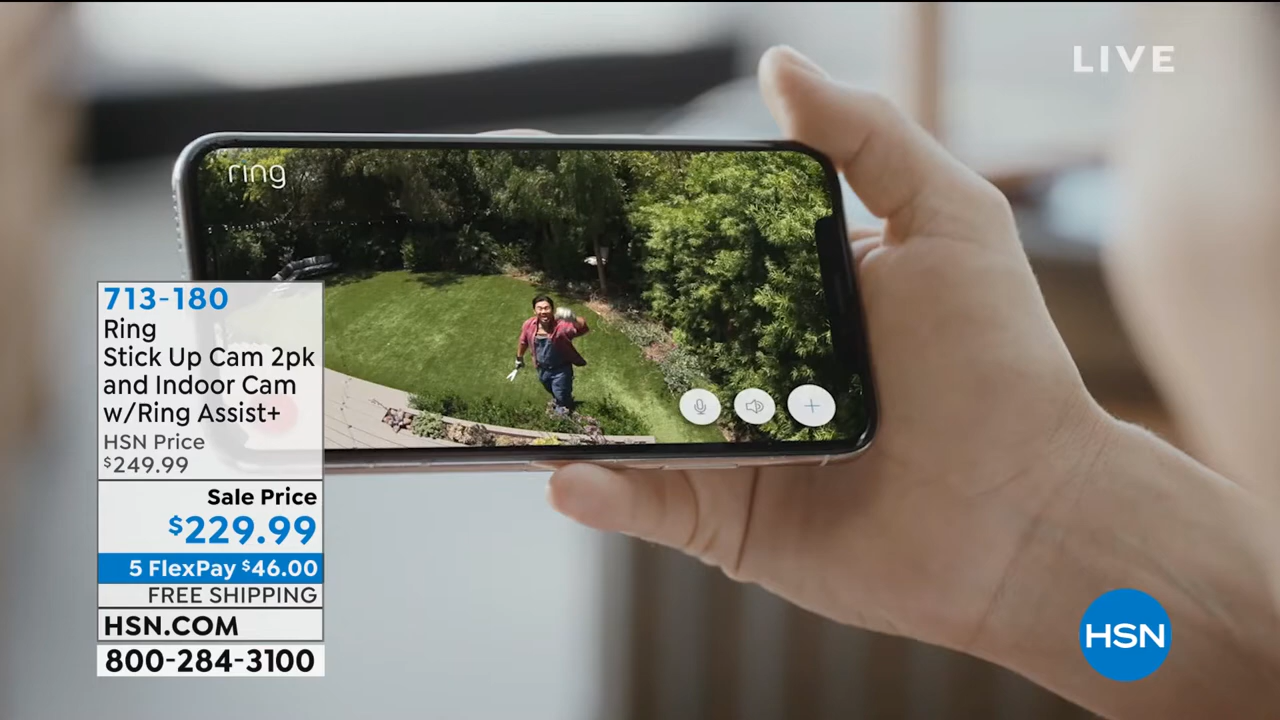 LIVE
ring
713-180
Ring
Stick Up Cam 2pk
and Indoor Cam
w/Ring Assist+
HSN Price
$249.99
Sale Price
$229.99
5 FlexPay $46.00
FREE SHIPPING
HSN.COM
800-284-3100
HSN